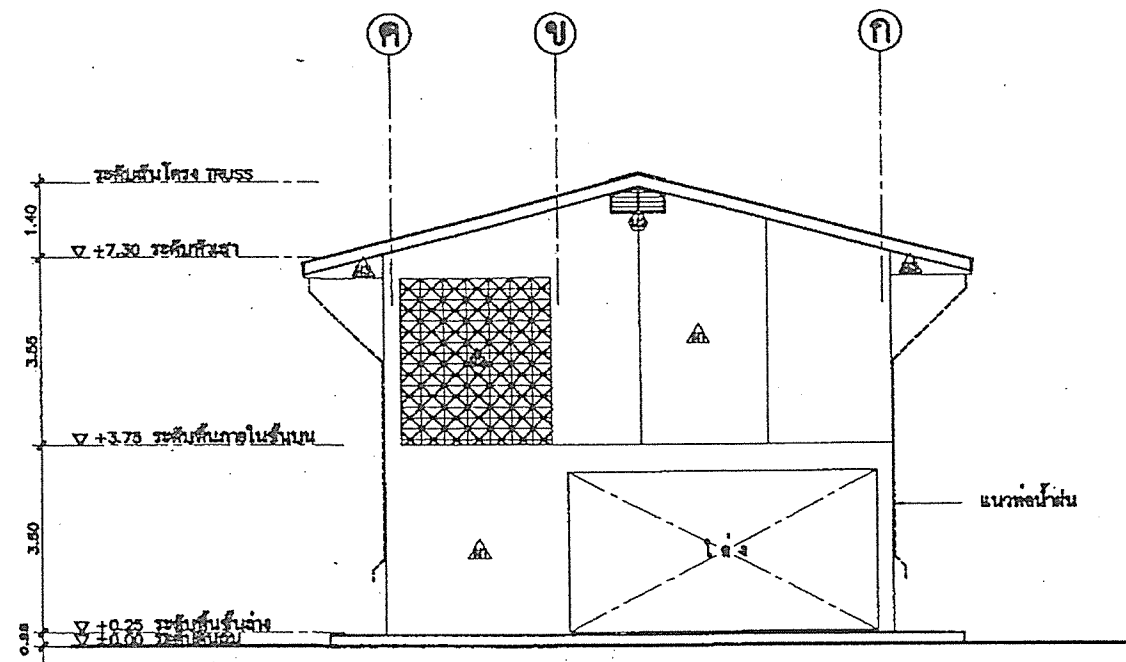 ค ข ก
ระดับสันโครง TRUSS
1.40
+7.30 ระดับหัวเสา
3.55
+3.75 ระดับพื้นภายในชั้นบน
แนวท่อน้ำฝน
3.50
โล่ง
+0.25 ระดับพื้นชั้นล่าง
±0.00 ระดับดินถม